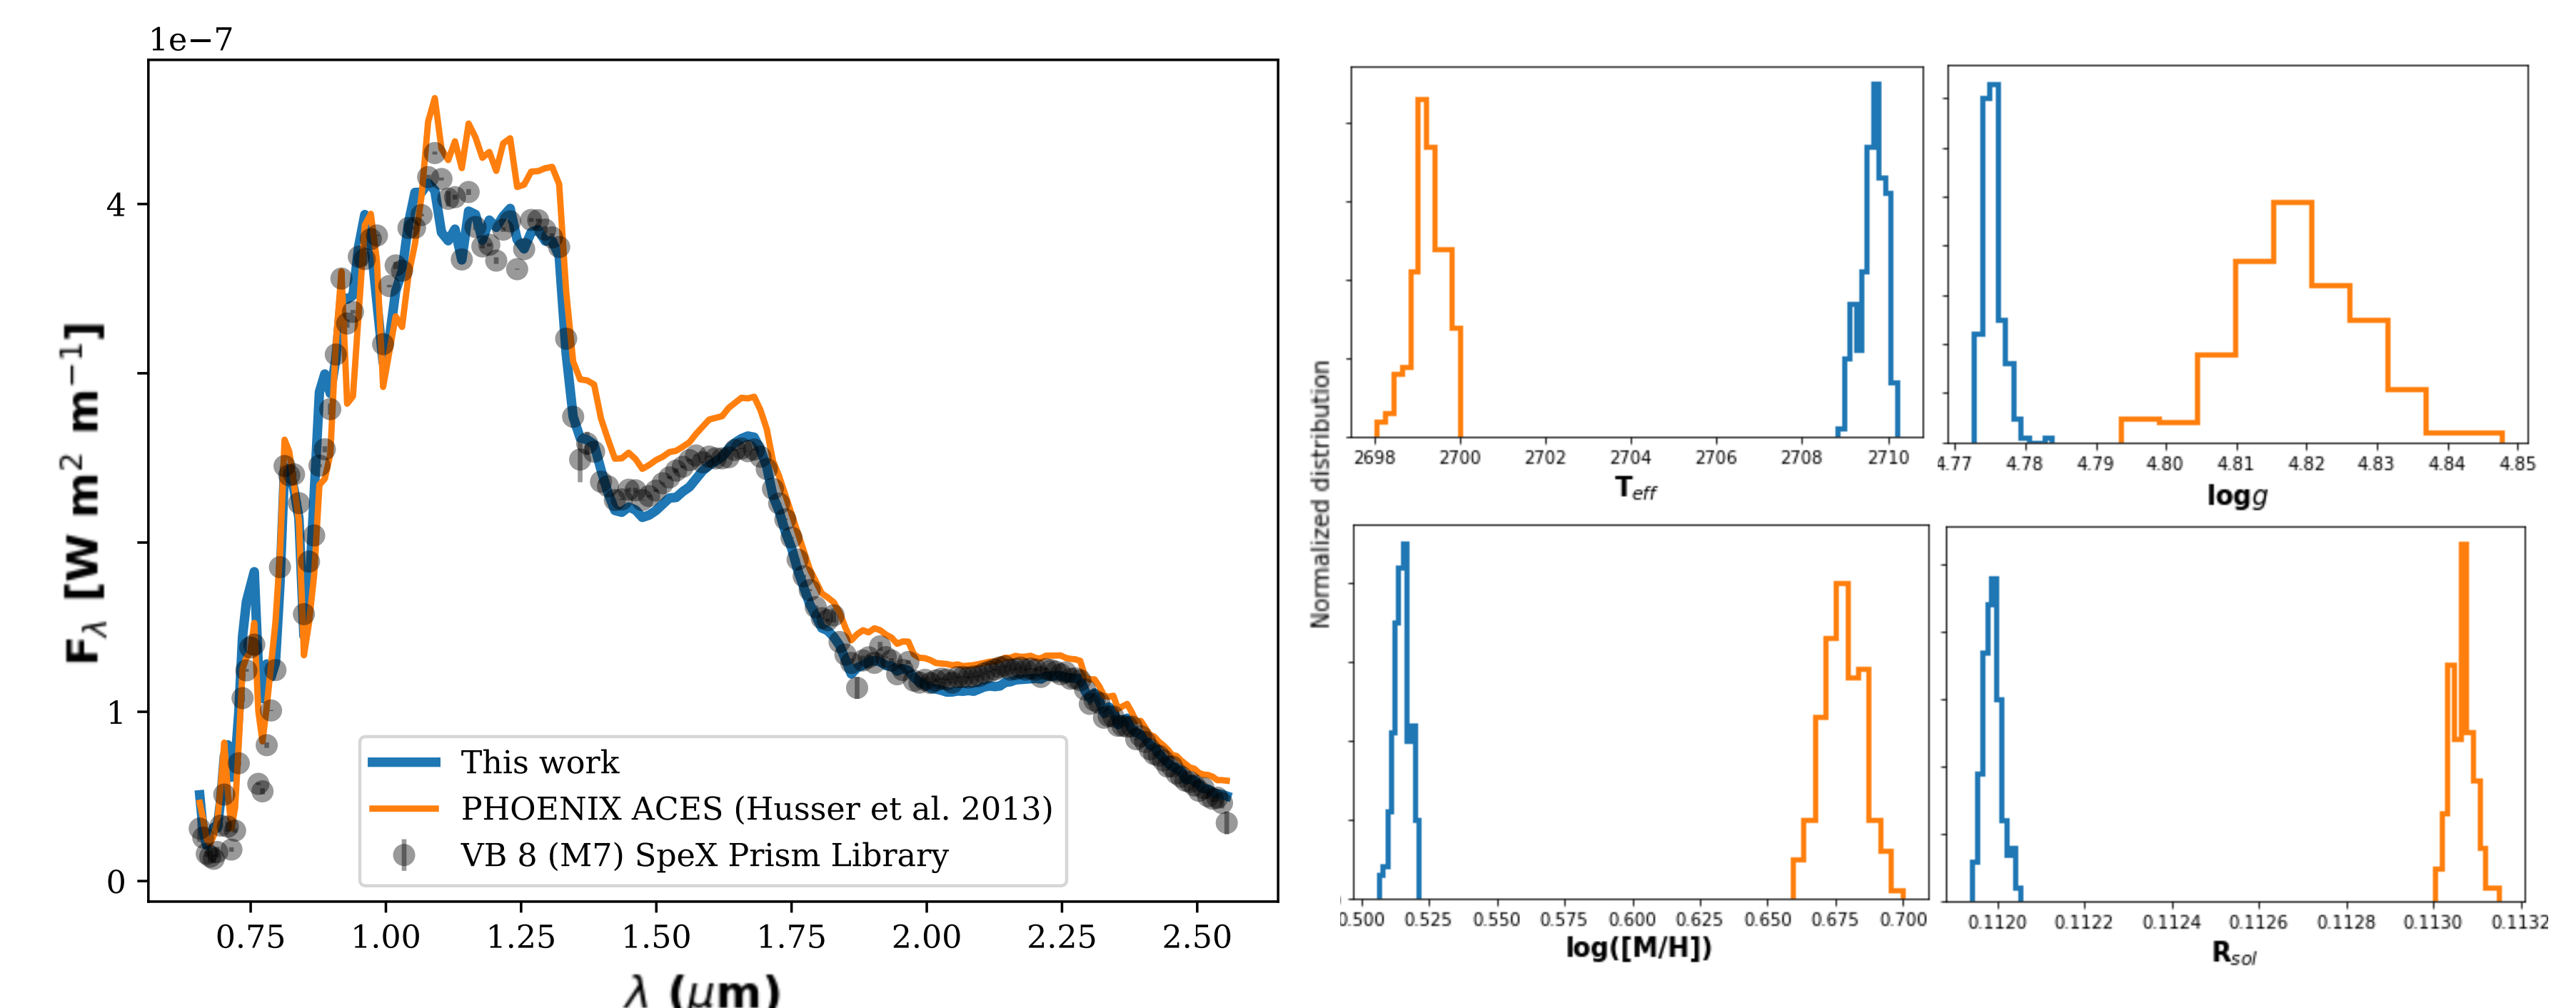 1e−7
4
1
0
F_λ [W m² m⁻¹]
0.75 1.00 1.25 1.50 1.75 2.00 2.25 2.50
λ (μm)
This work
PHOENIX ACES (Husser et al. 2013)
VB 8 (M7) SpeX Prism Library
Normalized distribution
2698 2700 2702 2704 2706 2708 2710
T_eff
4.77 4.78 4.79 4.80 4.81 4.82 4.83 4.84 4.85
logg
0.500 0.525 0.550 0.575 0.600 0.625 0.650 0.675 0.700
log([M/H])
0.1120 0.1122 0.1124 0.1126 0.1128 0.1130 0.1132
R_sol